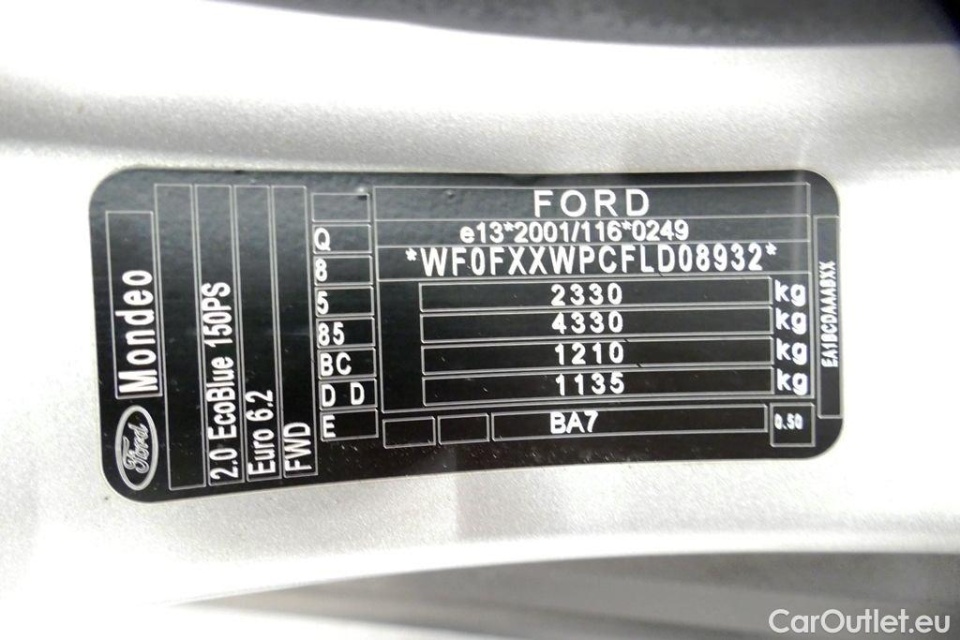 FORD
e13*2001/116*0249
*WF0FXXWPCFLD08932*
2330 kg
4330 kg
1210 kg
1135 kg
BA7
0.50
Q
8
5
85
BC
D D
E
Ford
Mondeo
2.0 EcoBlue 150PS
Euro 6.2
FWD
EA1BCDAAABXX
CarOutlet.eu